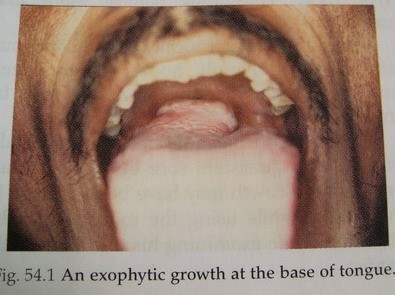 ig. 54.1 An exophytic growth at the base of tongue.